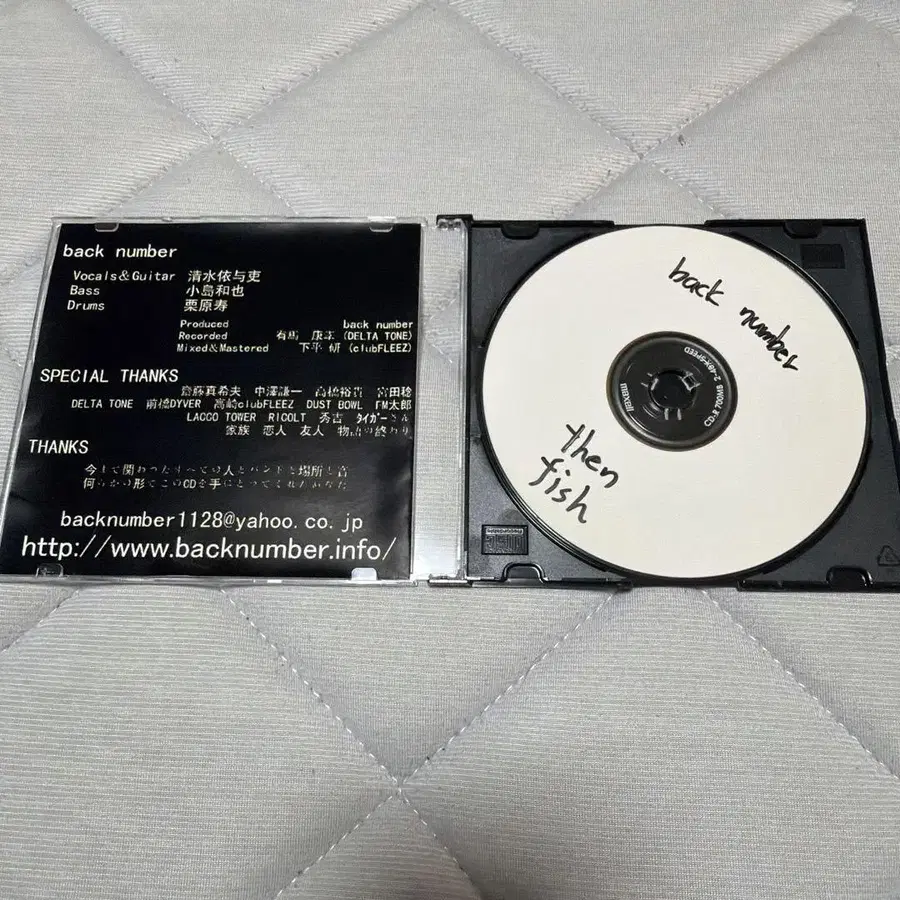 back number
Vocals&Guitar 清水依与吏
Bass 小島和也
Drums 栗原寿
Produced back number
Recorded 有馬 康 (DELTA TONE)
Mixed&Mastered 下平 研 (clubFLEEZ)
SPECIAL THANKS
齋藤真希夫 中澤謙一 高橋裕貴 宮田稔
DELTA TONE 前橋DYVER 高崎clubFLEEZ DUST BOWL FM太郎
LACCO TOWER RICOLT 秀吉 タイガーさん
家族 恋人 友人 物語の終わり
THANKS
今まで関わったすべての人とバンドと場所と音
何らかの形でこのCDを手にとってくれたあなた
backnumber1128@yahoo.co.jp
http://www.backnumber.info/
back number
maxell
CD-R 700MB
2-48X-SPEED
then
fish